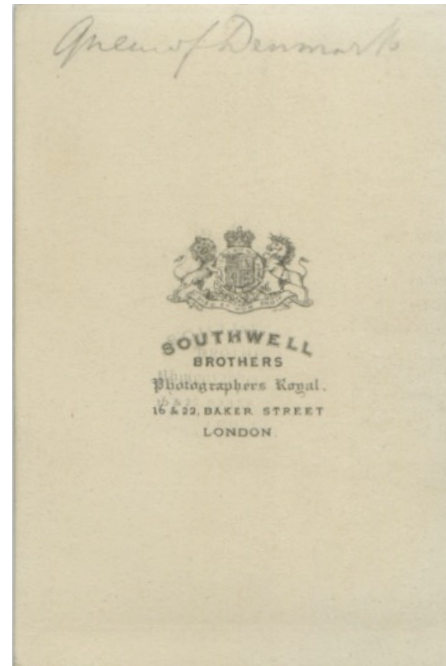 Queen of Denmark
SOUTHWELL
BROTHERS
Photographers Royal.
16 & 22, BAKER STREET
LONDON.